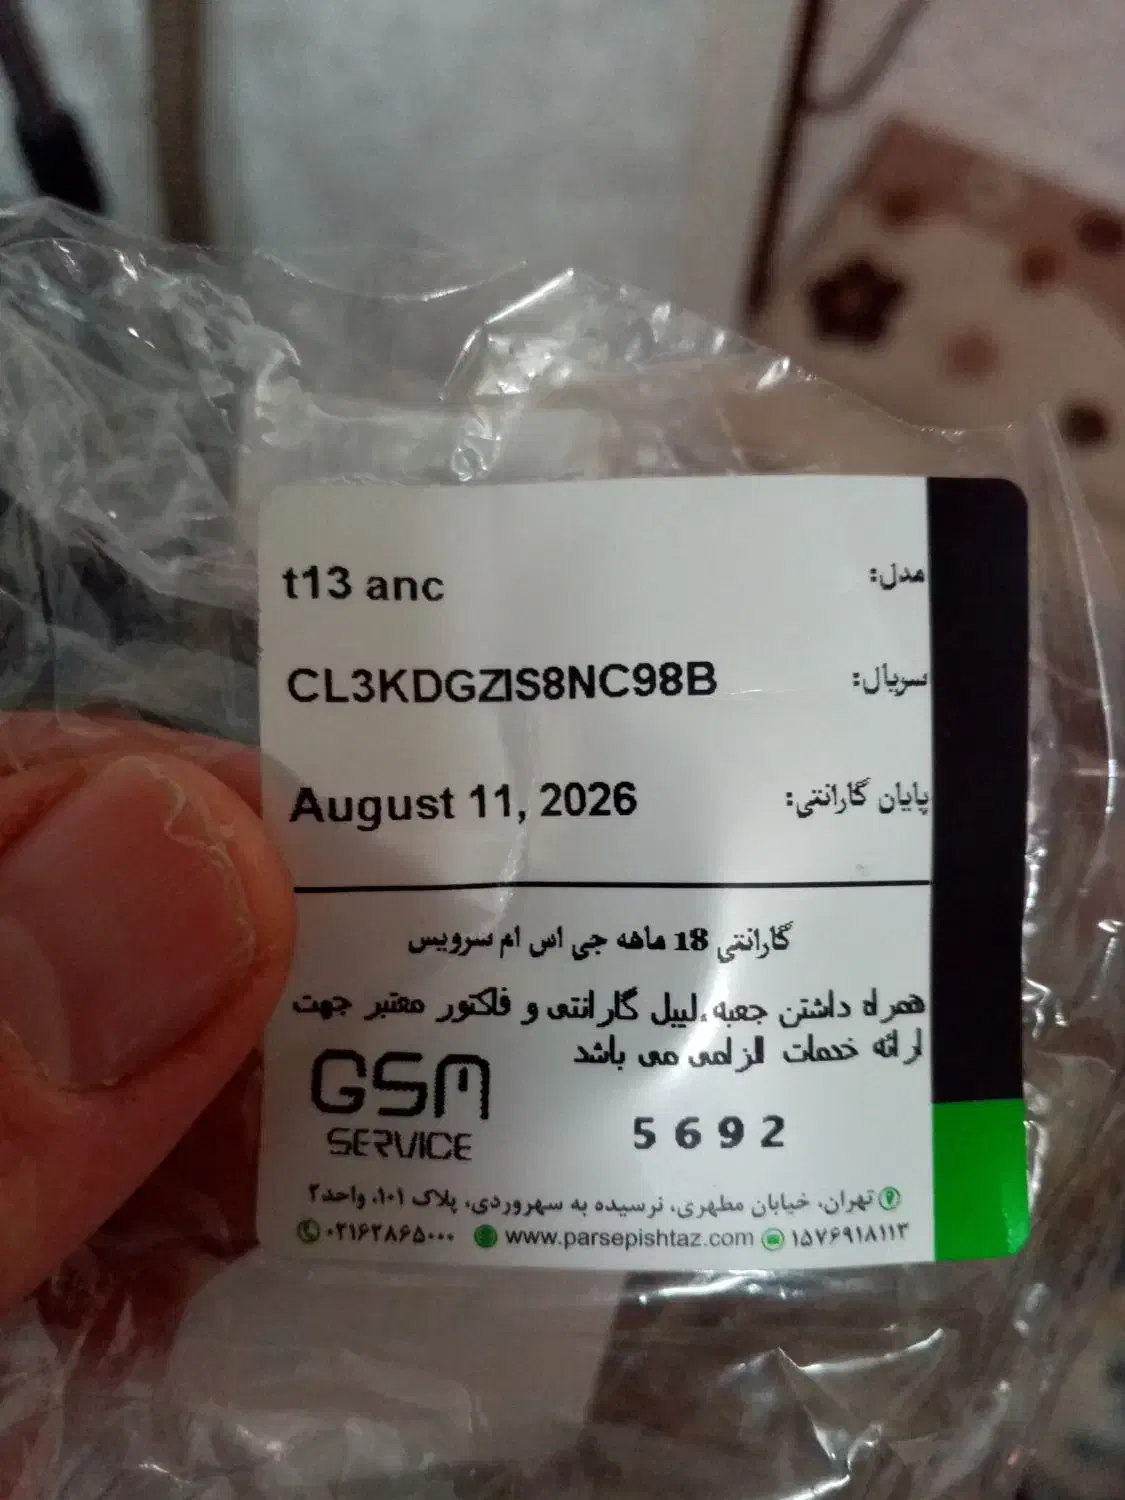 مدل: t13 anc
سریال: CL3KDGZIS8NC98B
پایان گارانتی: August 11, 2026
گارانتی 18 ماهه جی اس ام سرویس
همراه داشتن جعبه،لیبل گارانتی و فاکتور معتبر جهت
ارائه خدمات الزامی می باشد
GSM
SERVICE
5692
تهران، خیابان مطهری، نرسیده به سهروردی، پلاک ۱۰۱، واحد۲
۱۵۷۶۹۱۸۱۱۳ www.parsepishtaz.com ۰۲۱۶۲۸۶۵۰۰۰